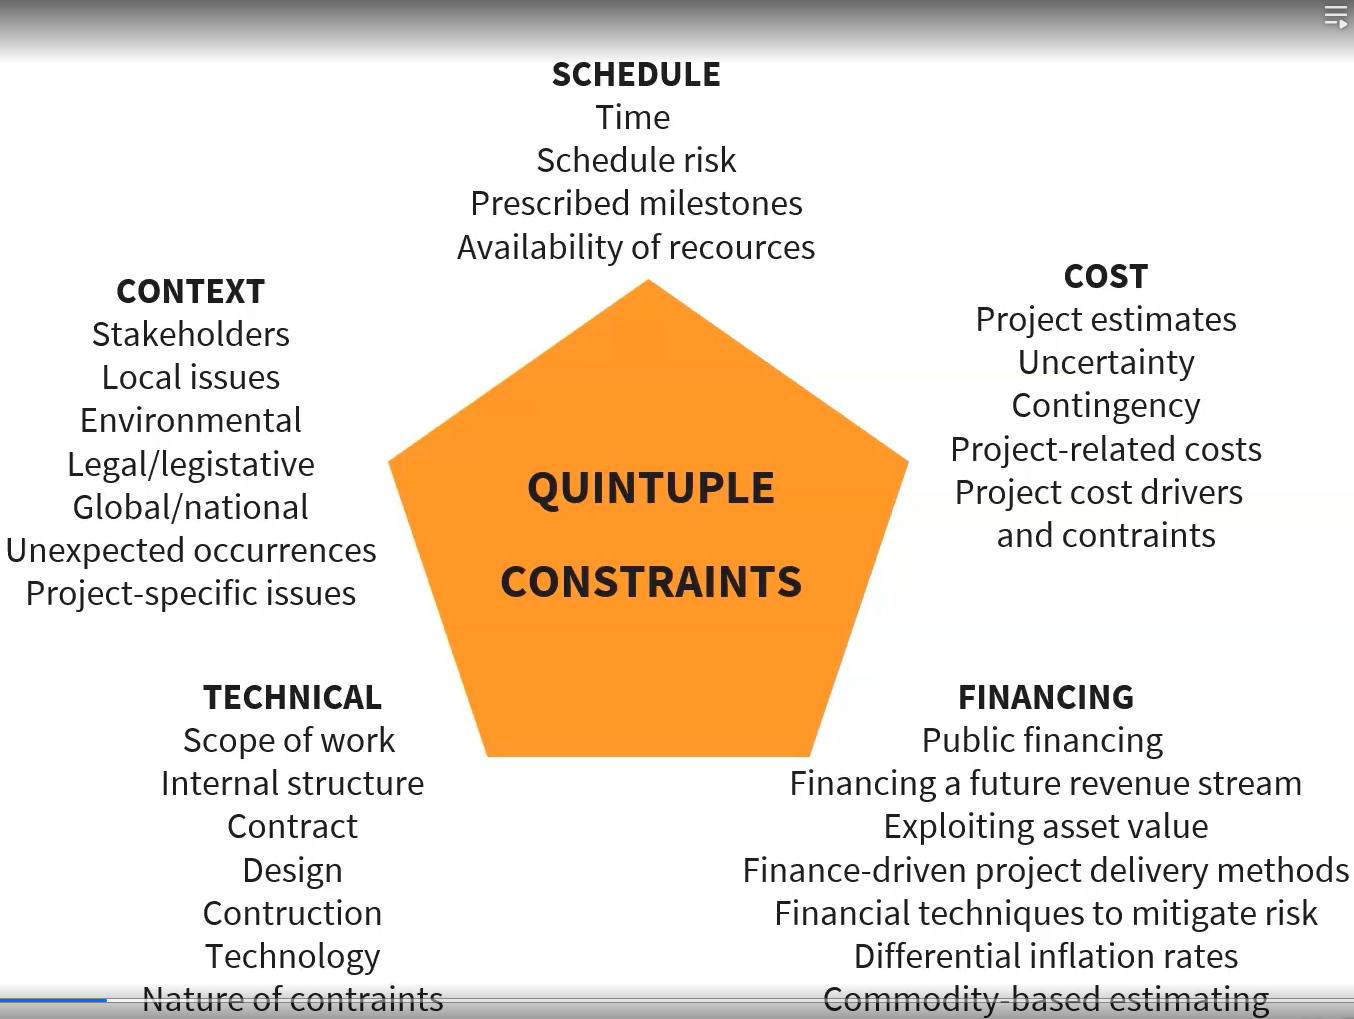 SCHEDULE
Time
Schedule risk
Prescribed milestones
Availability of recources
CONTEXT
Stakeholders
Local issues
Environmental
Legal/legistative
Global/national
Unexpected occurrences
Project-specific issues
COST
Project estimates
Uncertainty
Contingency
Project-related costs
Project cost drivers
and contraints
QUINTUPLE
CONSTRAINTS
TECHNICAL
Scope of work
Internal structure
Contract
Design
Contruction
Technology
Nature of contraints
FINANCING
Public financing
Financing a future revenue stream
Exploiting asset value
Finance-driven project delivery methods
Financial techniques to mitigate risk
Differential inflation rates
Commodity-based estimating